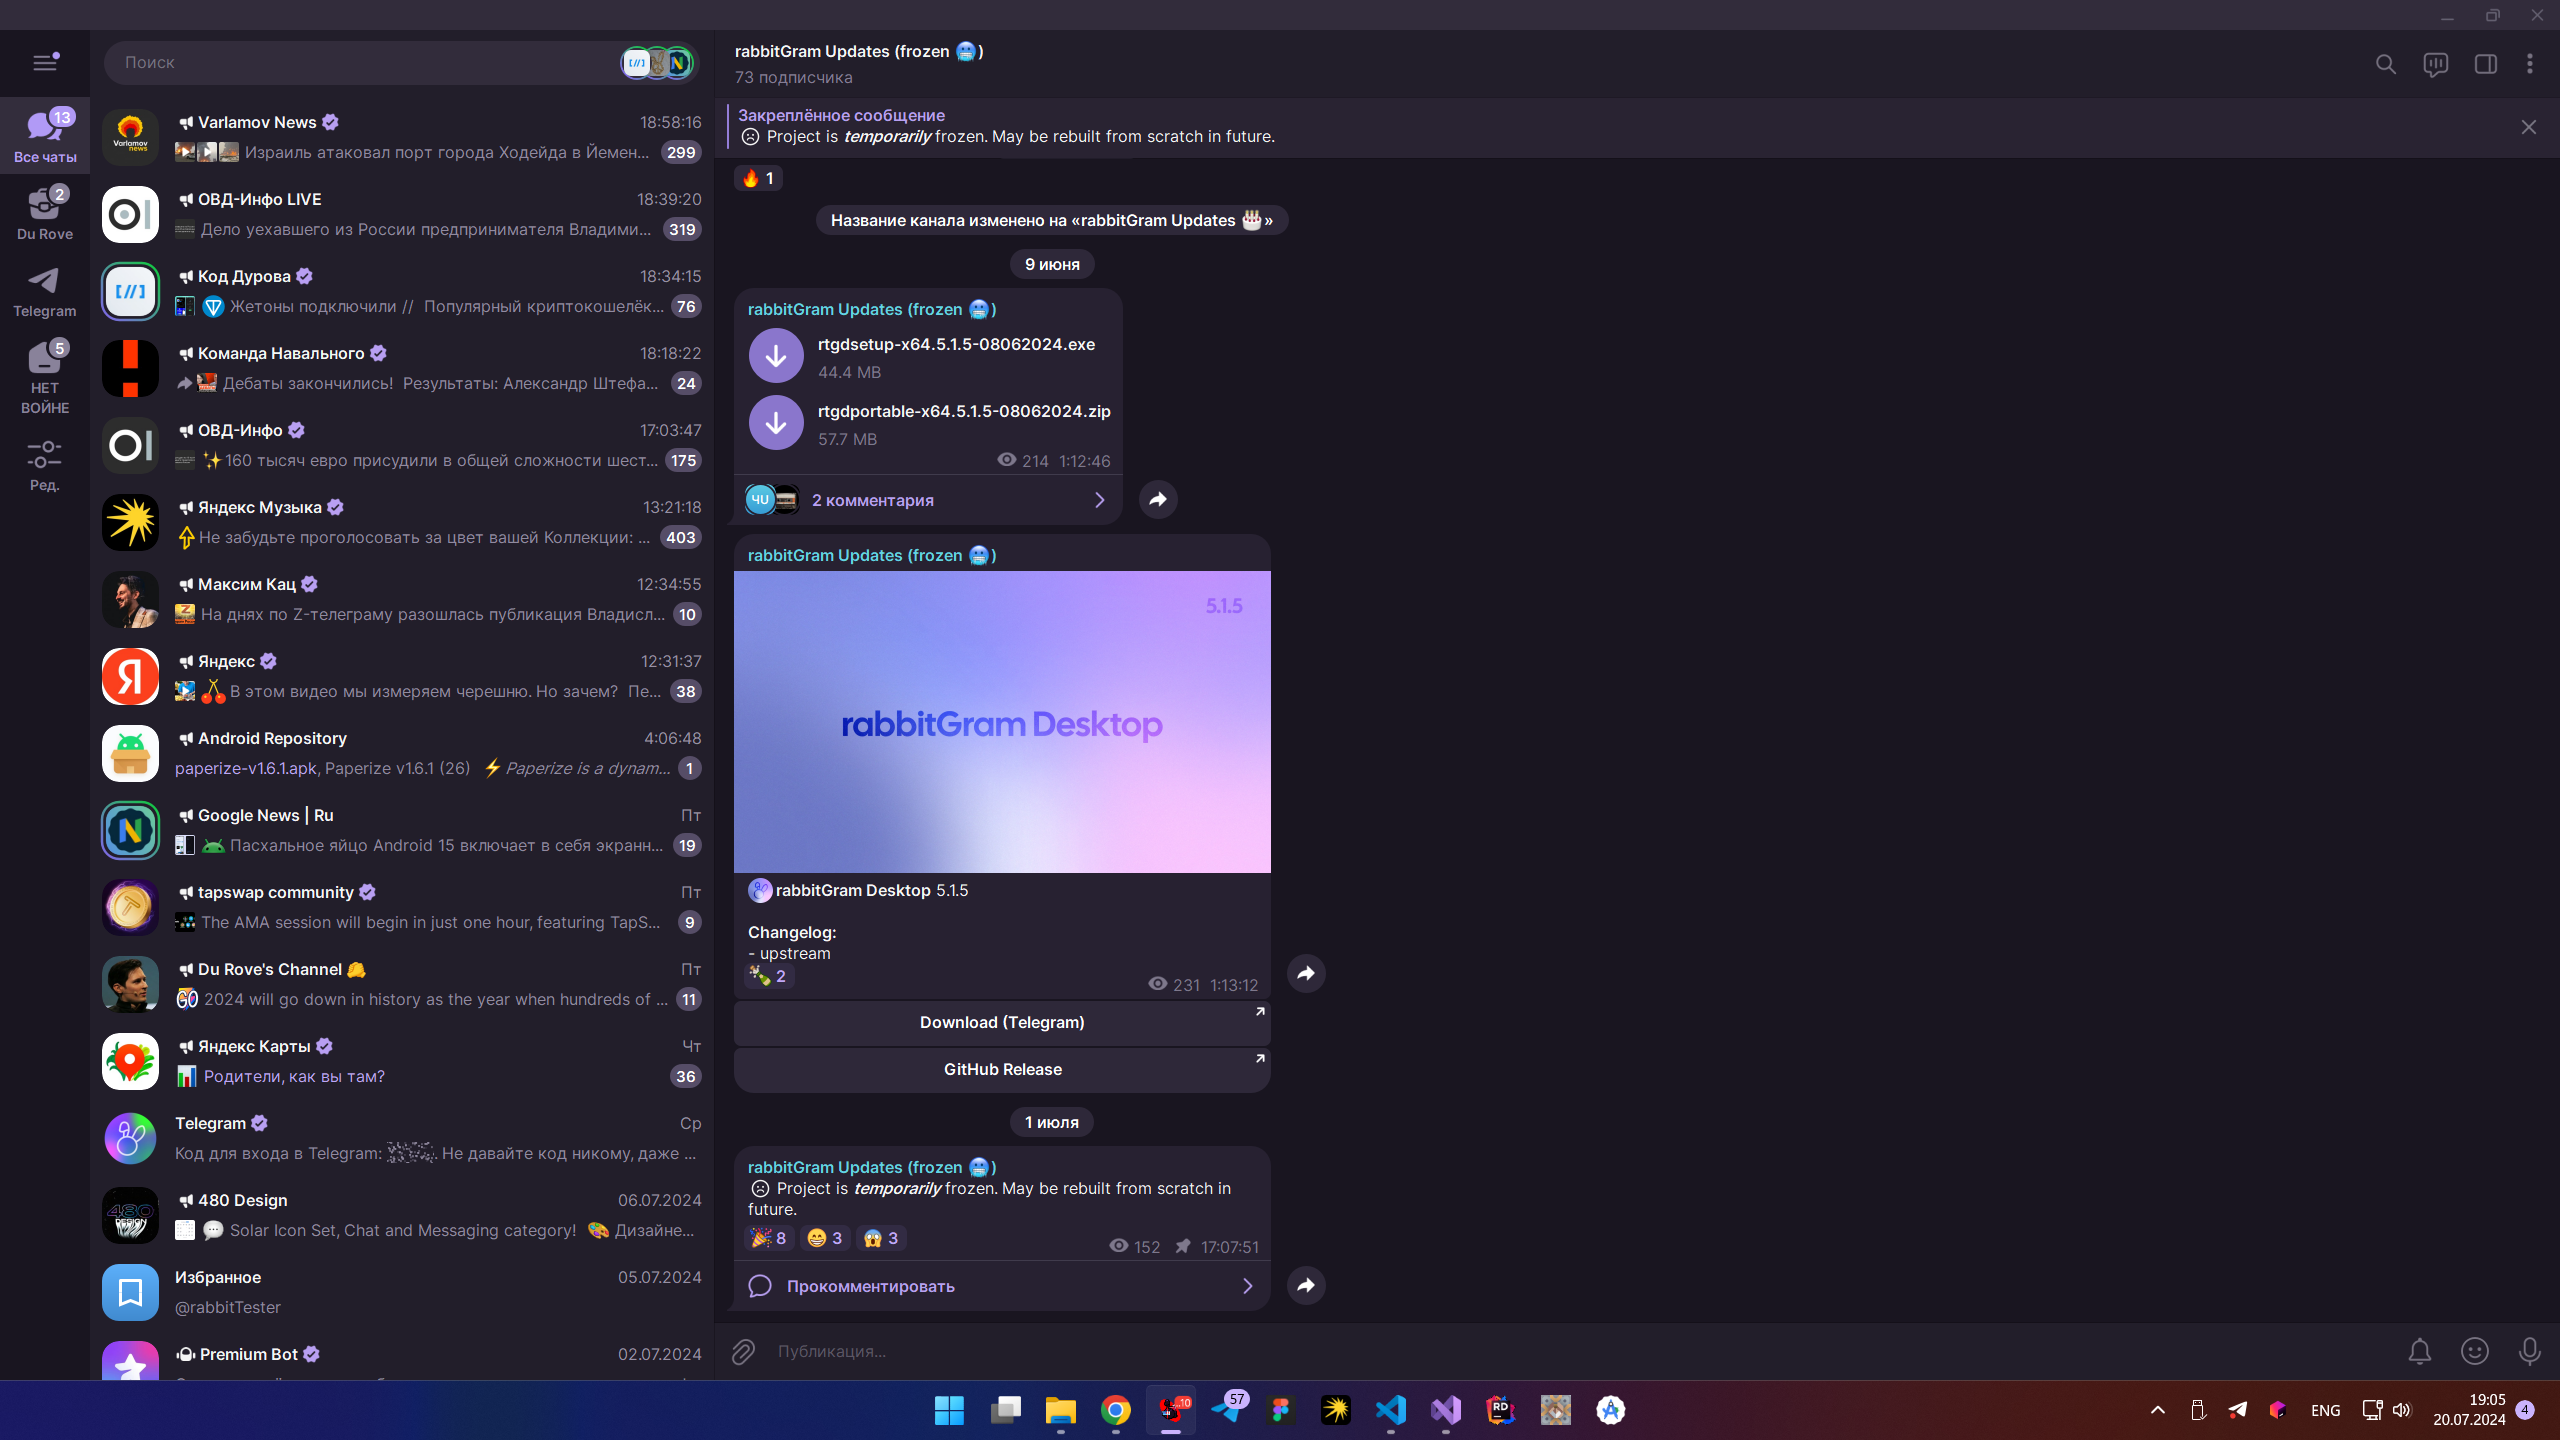 Поиск
13
Все чаты
2
Du Rove
Telegram
5
НЕТ
ВОЙНЕ
Ред.
Varlamov News 18:58:16
Израиль атаковал порт города Ходейда в Йемен... 299
ОВД-Инфо LIVE 18:39:20
Дело уехавшего из России предпринимателя Владими... 319
Код Дурова 18:34:15
Жетоны подключили // Популярный криптокошелёк... 76
Команда Навального 18:18:22
Дебаты закончились! Результаты: Александр Штефа... 24
ОВД-Инфо 17:03:47
✨160 тысяч евро присудили в общей сложности шест... 175
Яндекс Музыка 13:21:18
Не забудьте проголосовать за цвет вашей Коллекции: ... 403
Максим Кац 12:34:55
На днях по Z-телеграму разошлась публикация Владисл... 10
Яндекс 12:31:37
🍒В этом видео мы измеряем черешню. Но зачем? Пе... 38
Android Repository 4:06:48
paperize-v1.6.1.apk, Paperize v1.6.1 (26) ⚡Paperize is a dynam... 1
Google News | Ru Пт
Пасхальное яйцо Android 15 включает в себя экранн... 19
tapswap community Пт
The AMA session will begin in just one hour, featuring TapS... 9
Du Rove's Channel Пт
2024 will go down in history as the year when hundreds of ... 11
Яндекс Карты Чт
📊 Родители, как вы там? 36
Telegram Ср
Код для входа в Telegram: . Не давайте код никому, даже ...
480 Design 06.07.2024
💬 Solar Icon Set, Chat and Messaging category! 🎨 Дизайне...
Избранное 05.07.2024
@rabbitTester
Premium Bot 02.07.2024
rabbitGram Updates (frozen 🥶)
73 подписчика
Закреплённое сообщение
☹ Project is temporarily frozen. May be rebuilt from scratch in future.
🔥 1
Название канала изменено на «rabbitGram Updates 🎂»
9 июня
rabbitGram Updates (frozen 🥶)
rtgdsetup-x64.5.1.5-08062024.exe
44.4 MB
rtgdportable-x64.5.1.5-08062024.zip
57.7 MB
214 1:12:46
ЧU 2 комментария
rabbitGram Updates (frozen 🥶)
5.1.5
rabbitGram Desktop
rabbitGram Desktop 5.1.5
Changelog:
- upstream
🍾 2
231 1:13:12
Download (Telegram)
GitHub Release
1 июля
rabbitGram Updates (frozen 🥶)
☹ Project is temporarily frozen. May be rebuilt from scratch in
future.
🎉 8 😁 3 😱 3
152 17:07:51
Прокомментировать
Публикация...
..10
57
RD
ENG
19:05
20.07.2024
4